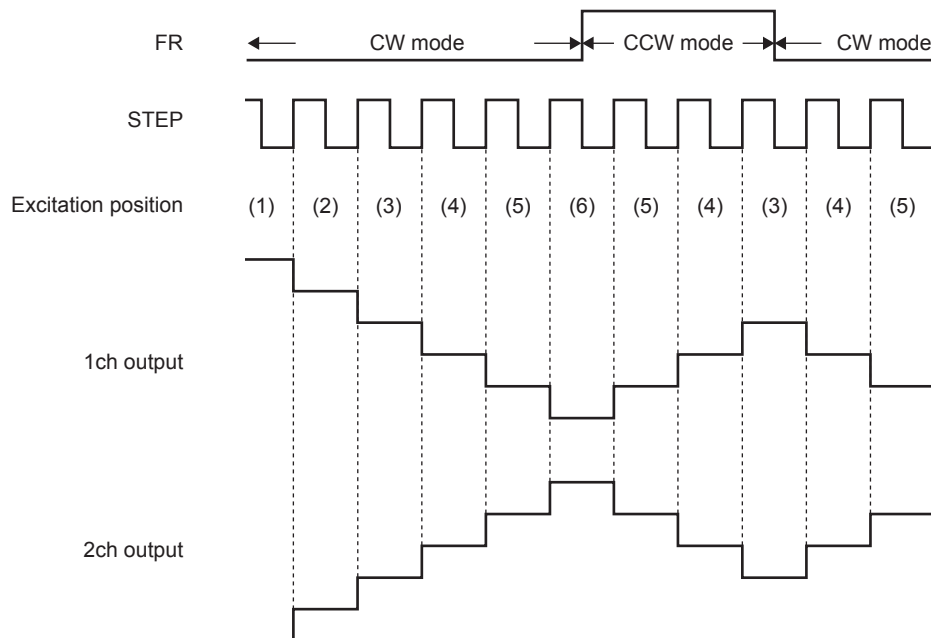 FR CW mode CCW mode CW mode
STEP
Excitation position (1) (2) (3) (4) (5) (6) (5) (4) (3) (4) (5)
1ch output
2ch output